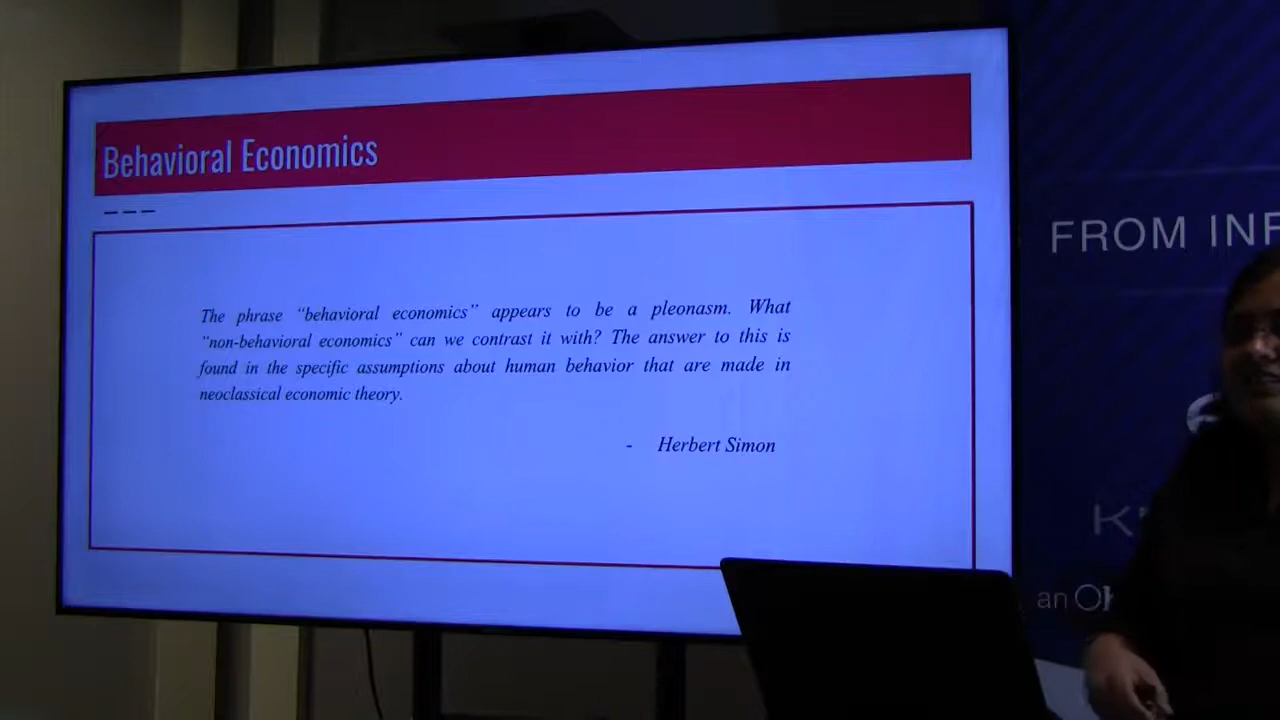 Behavioral Economics
The phrase “behavioral economics” appears to be a pleonasm. What
“non-behavioral economics” can we contrast it with? The answer to this is
found in the specific assumptions about human behavior that are made in
neoclassical economic theory.
- Herbert Simon
FROM
an